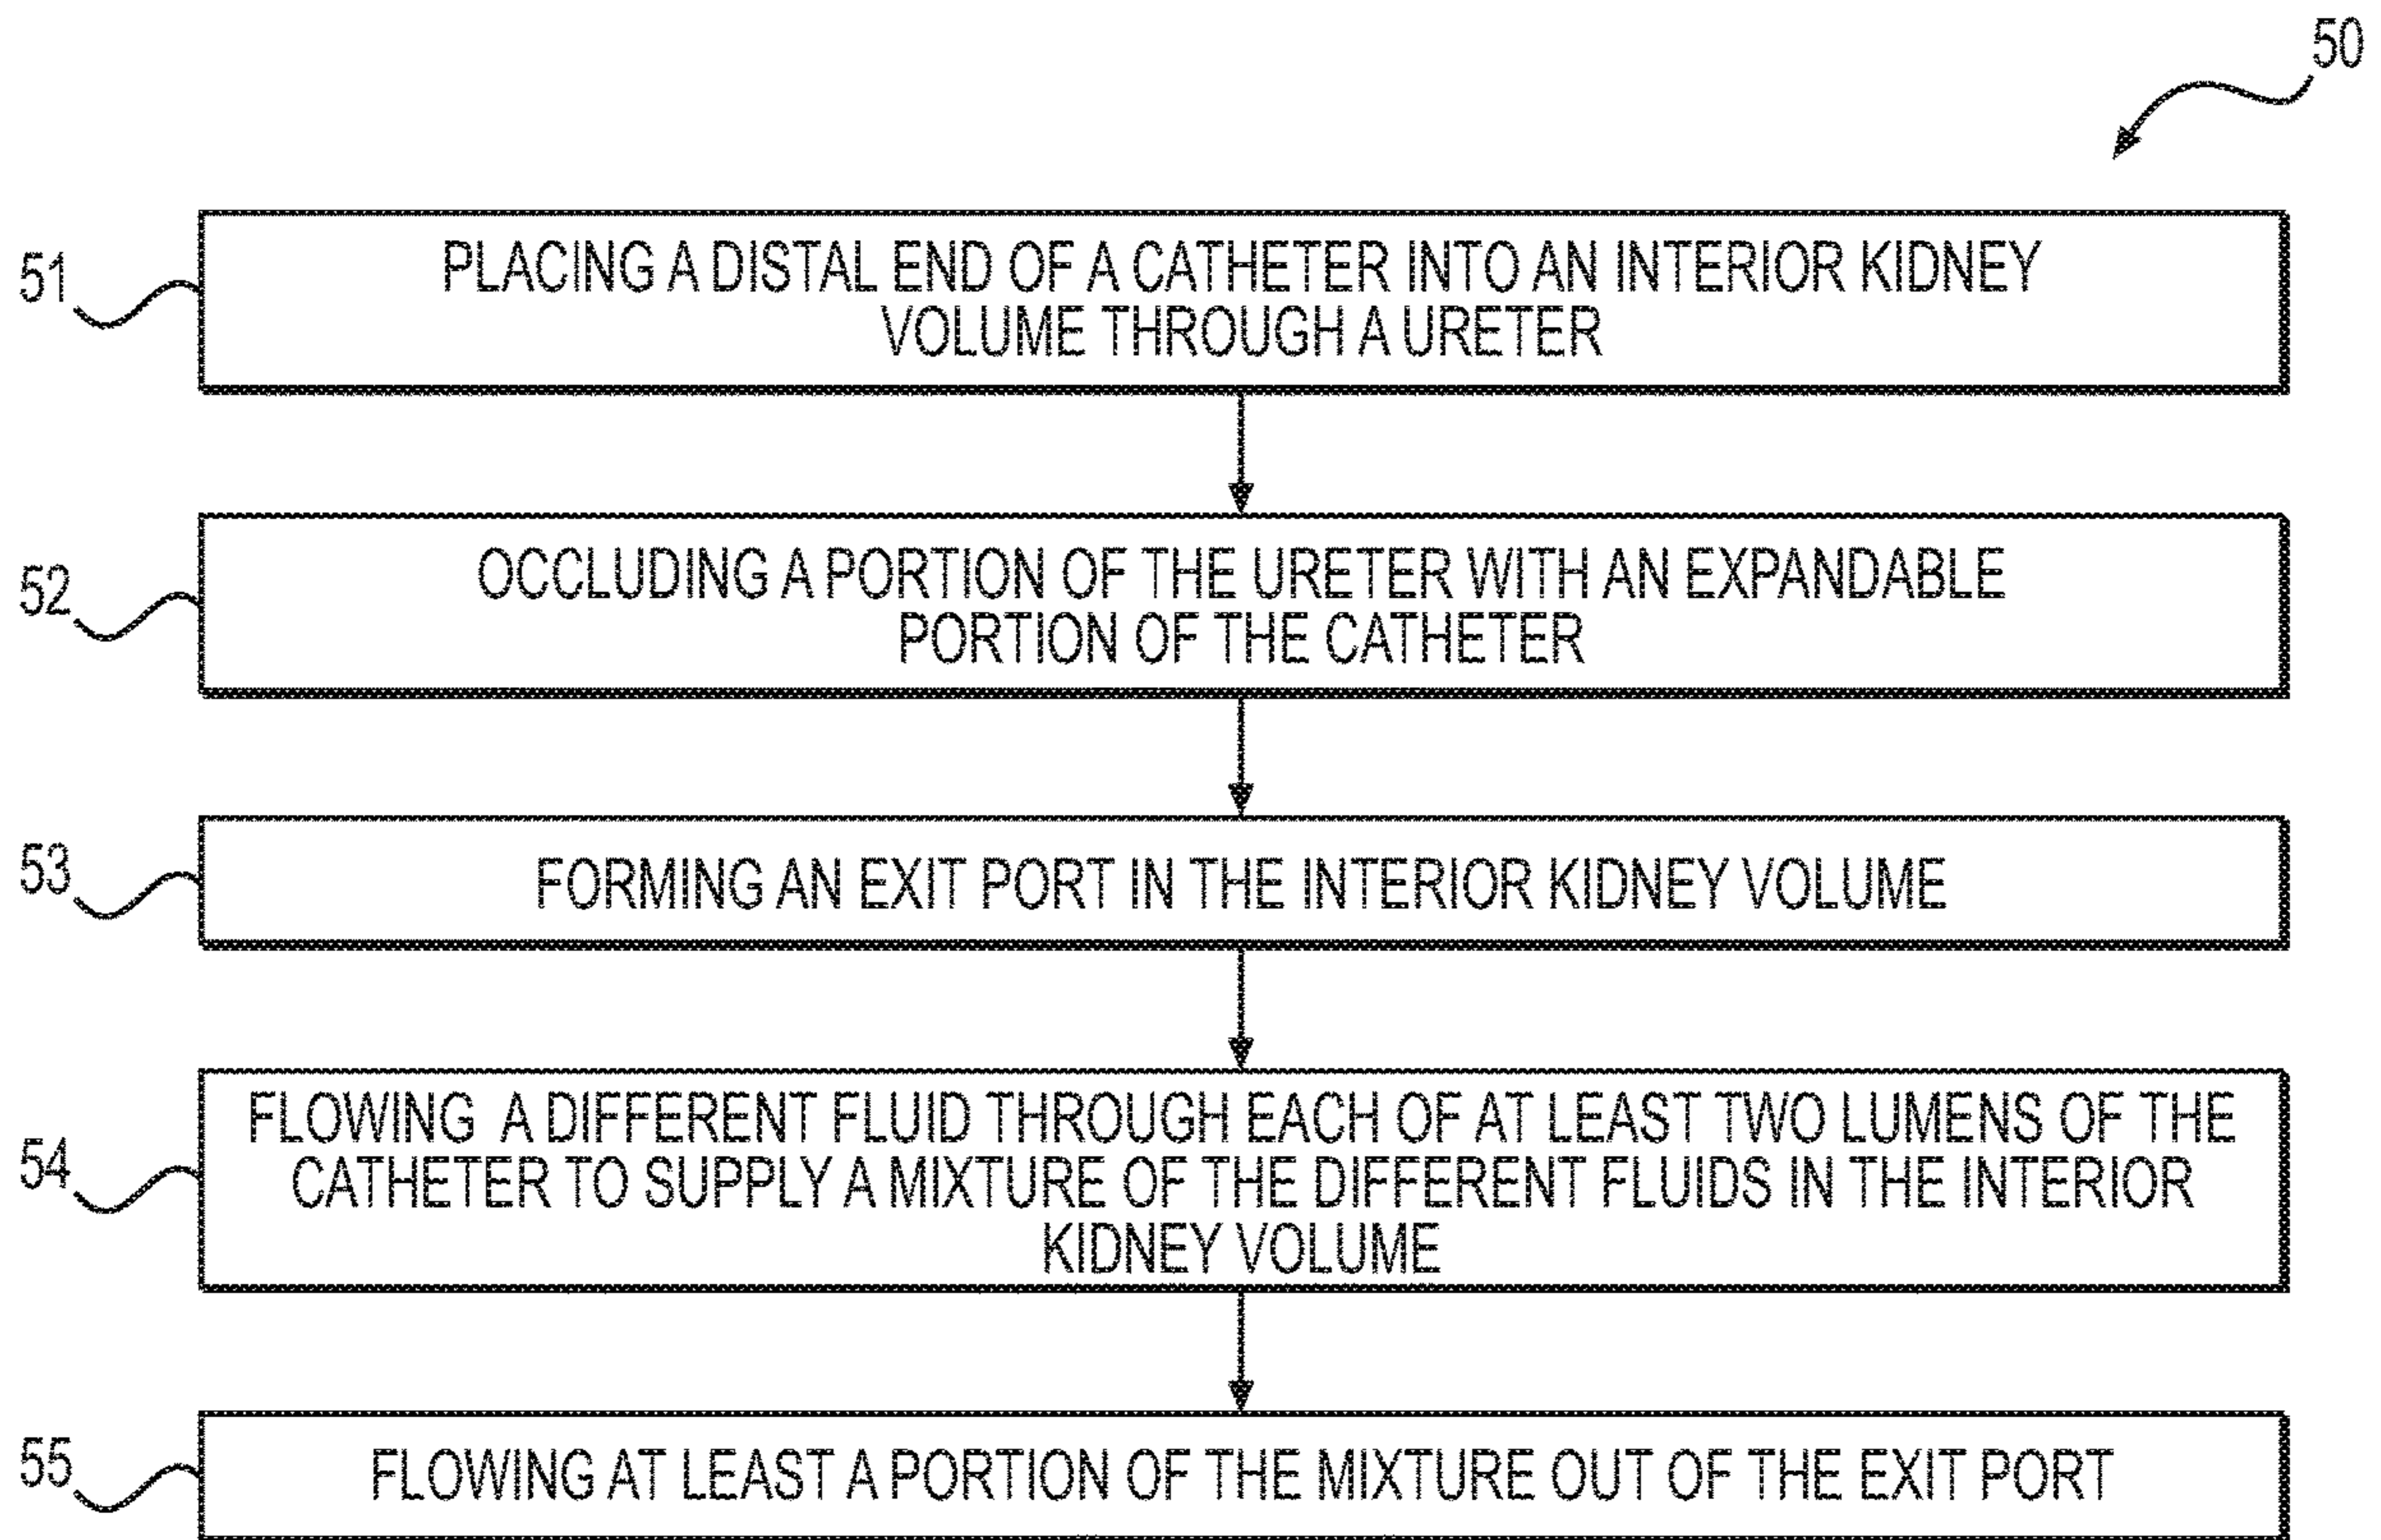 50
51
PLACING A DISTAL END OF A CATHETER INTO AN INTERIOR KIDNEY
VOLUME THROUGH A URETER
52
OCCLUDING A PORTION OF THE URETER WITH AN EXPANDABLE
PORTION OF THE CATHETER
53
FORMING AN EXIT PORT IN THE INTERIOR KIDNEY VOLUME
54
FLOWING A DIFFERENT FLUID THROUGH EACH OF AT LEAST TWO LUMENS OF THE
CATHETER TO SUPPLY A MIXTURE OF THE DIFFERENT FLUIDS IN THE INTERIOR
KIDNEY VOLUME
55
FLOWING AT LEAST A PORTION OF THE MIXTURE OUT OF THE EXIT PORT